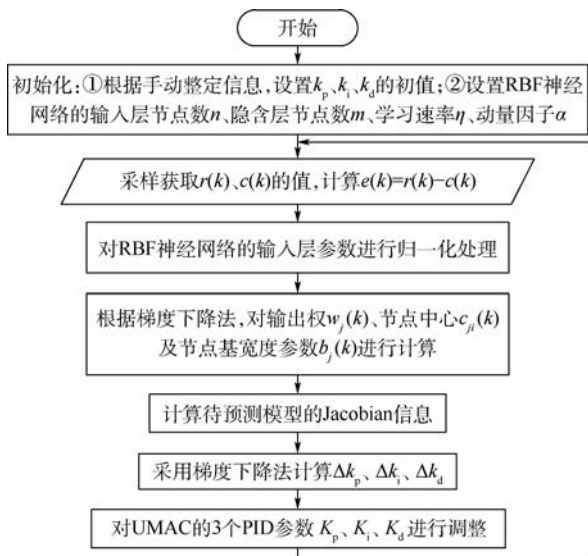 开始
初始化:①根据手动整定信息,设置kp、ki、kd的初值;②设置RBF神经
网络的输入层节点数n、隐含层节点数m、学习速率η、动量因子α
采样获取r(k)、c(k)的值,计算e(k)=r(k)−c(k)
对RBF神经网络的输入层参数进行归一化处理
根据梯度下降法,对输出权wj(k)、节点中心cji(k)
及节点基宽度参数bj(k)进行计算
计算待预测模型的Jacobian信息
采用梯度下降法计算Δkp、Δki、Δkd
对UMAC的3个PID参数Kp、Ki、Kd进行调整